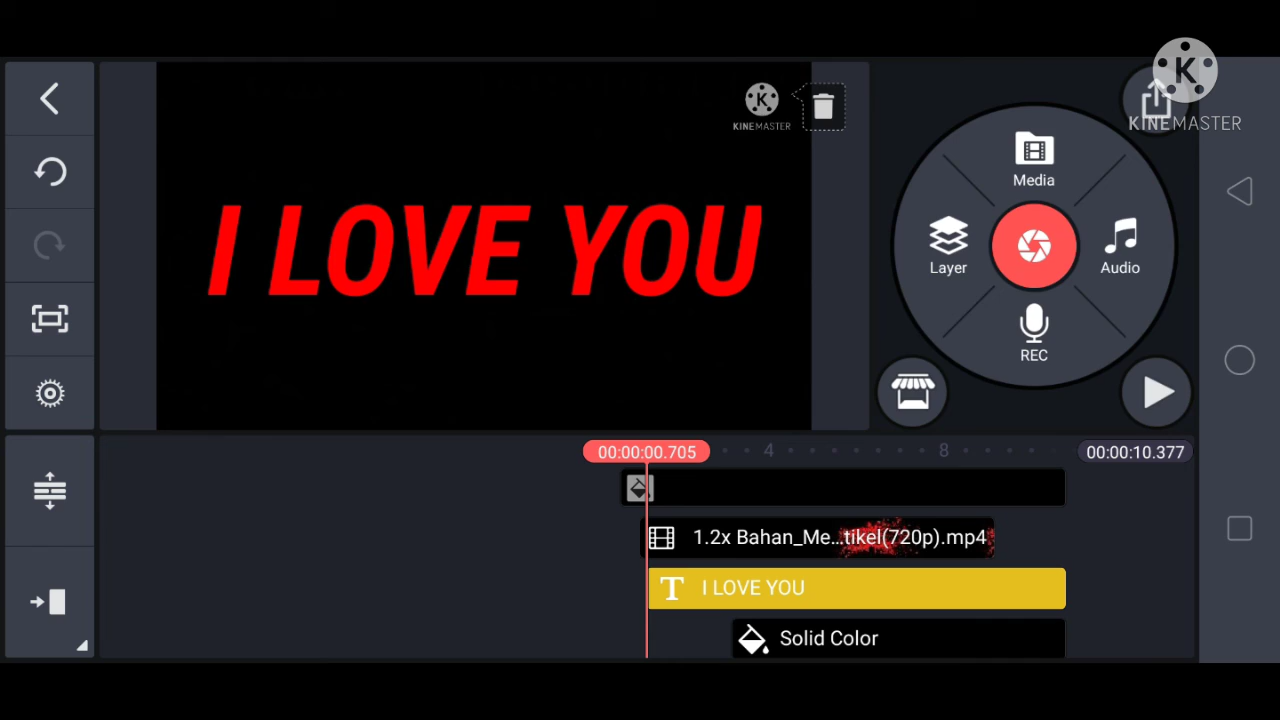 KINEMASTER
KINEMASTER
Media
I LOVE YOU
Layer
Audio
REC
00:00:00.705
4
8
00:00:10.377
1.2x Bahan_Me...tikel(720p).mp4
I LOVE YOU
Solid Color